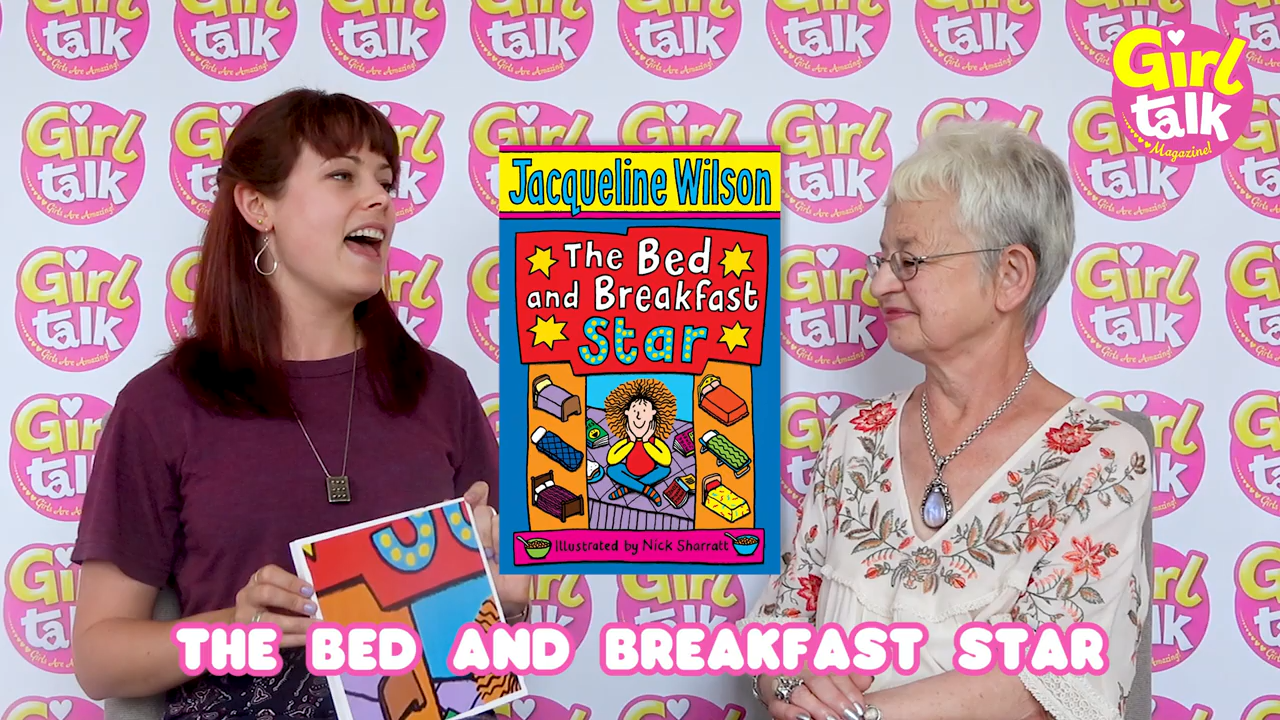 Girl
talk
Magazine!
Girl
talk
Girls Are Amazing!
Jacqueline Wilson
The Bed
and Breakfast
Star
Illustrated by Nick Sharratt
THE BED AND BREAKFAST STAR